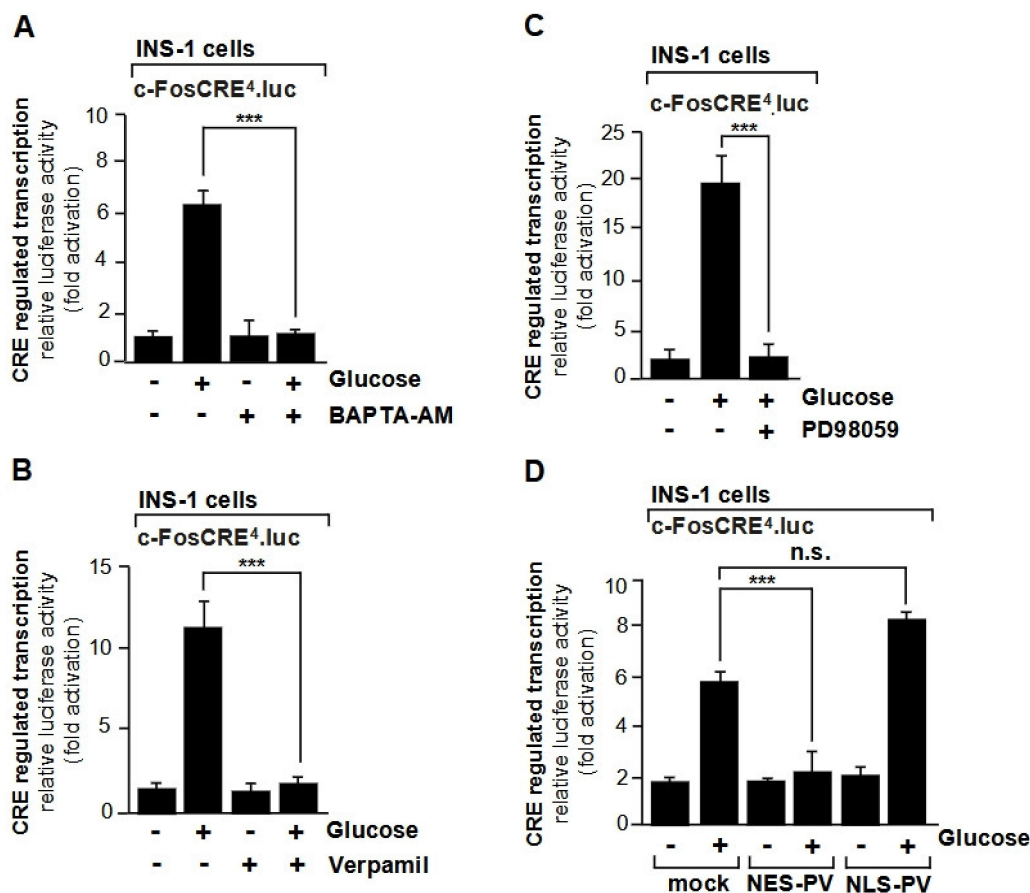 A
INS-1 cells
c-FosCRE⁴.luc
CRE regulated transcription
relative luciferase activity
(fold activation)
10
8
6
4
2
0
***
- + - + Glucose
- - + + BAPTA-AM
B
INS-1 cells
c-FosCRE⁴.luc
CRE regulated transcription
relative luciferase activity
(fold activation)
15
10
5
0
***
- + - + Glucose
- - + + Verpamil
C
INS-1 cells
c-FosCRE⁴.luc
CRE regulated transcription
relative luciferase activity
(fold activation)
25
20
15
10
5
0
***
- + + Glucose
- - + PD98059
D
INS-1 cells
c-FosCRE⁴.luc
CRE regulated transcription
relative luciferase activity
(fold activation)
10
8
6
4
2
0
n.s.
***
- + - + - + Glucose
mock NES-PV NLS-PV